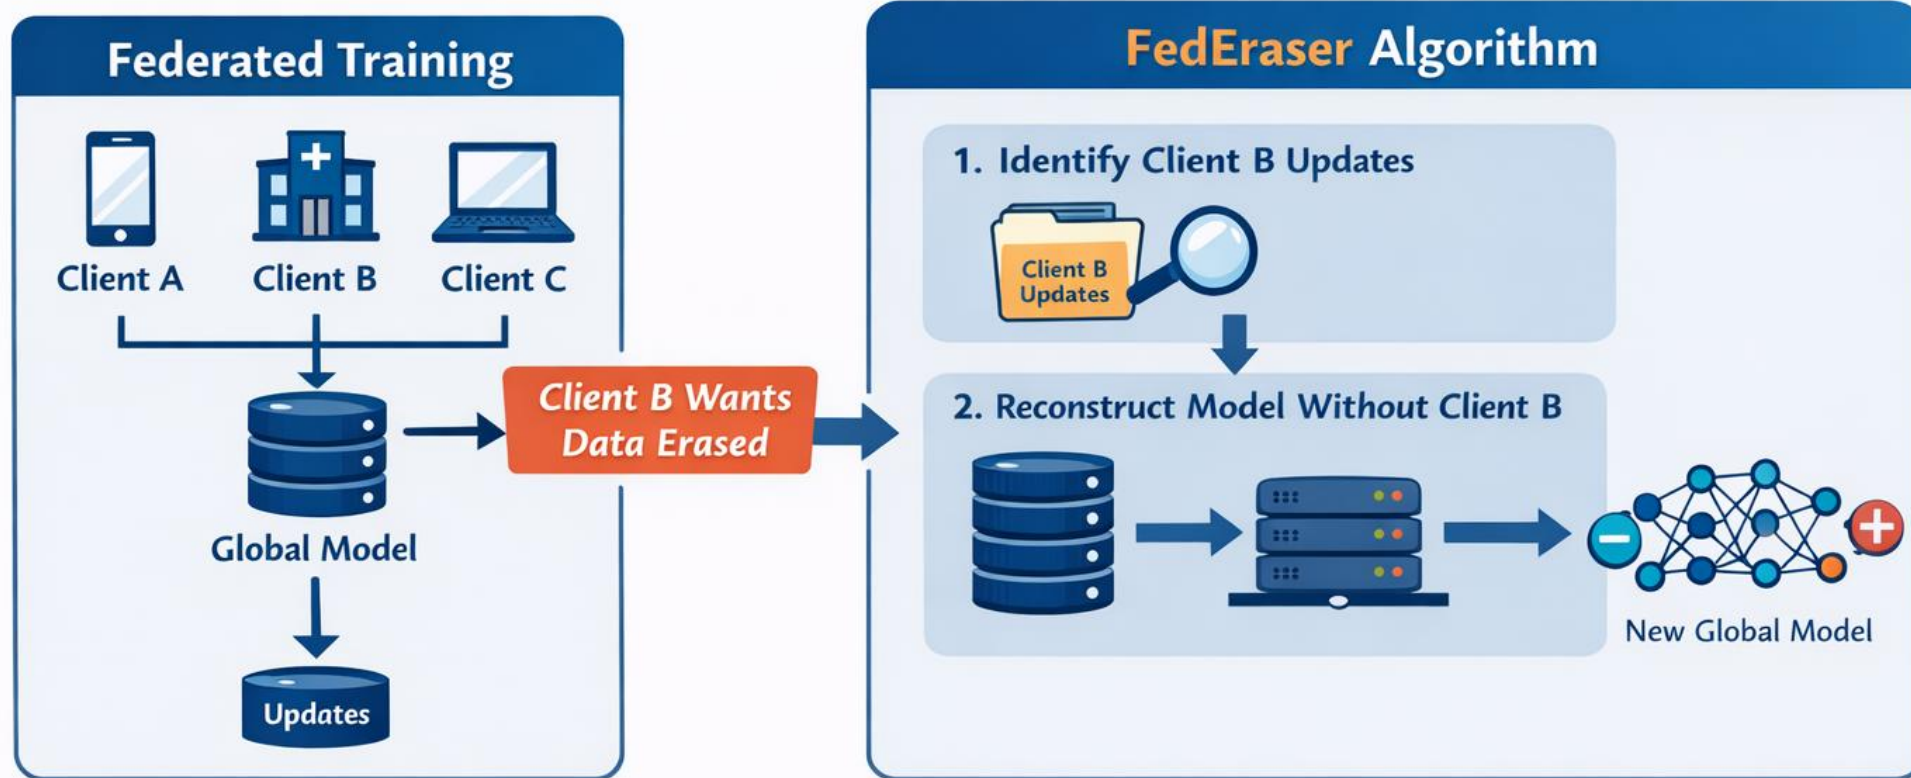 Federated Training
Client A
Client B
Client C
Global Model
Updates
Client B Wants
Data Erased
FedEraser Algorithm
1. Identify Client B Updates
Client B
Updates
2. Reconstruct Model Without Client B
New Global Model